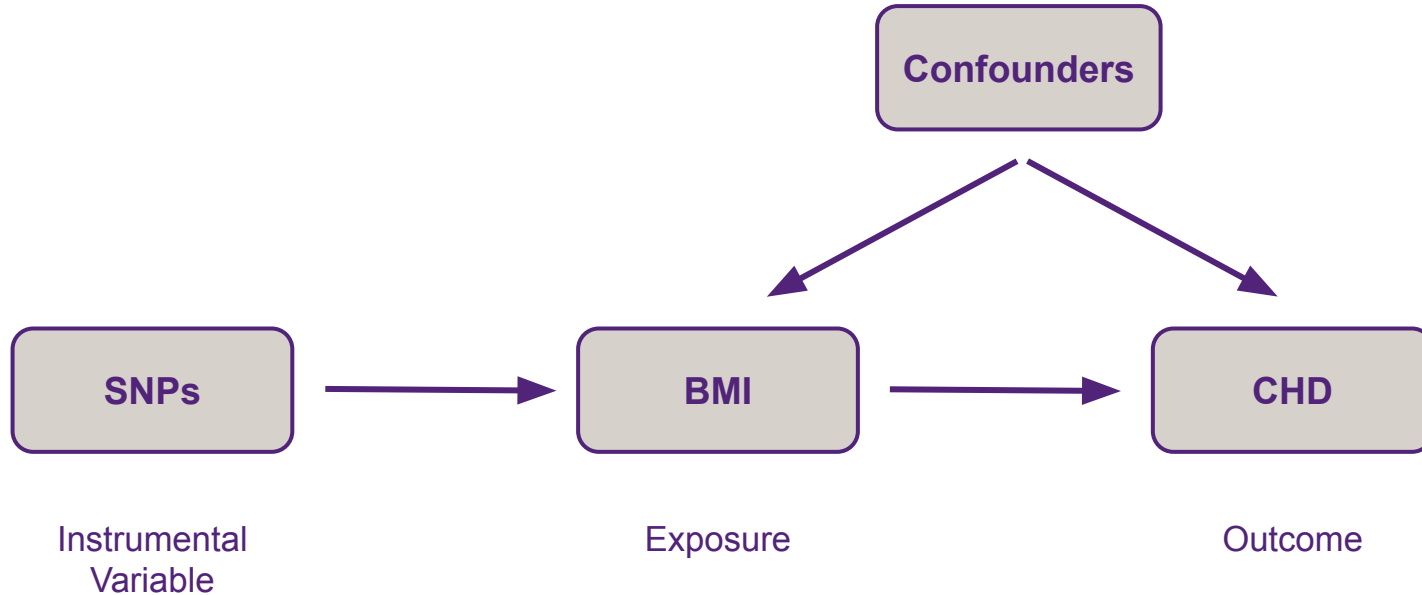 Confounders
SNPs
BMI
CHD
Instrumental
Variable
Exposure
Outcome